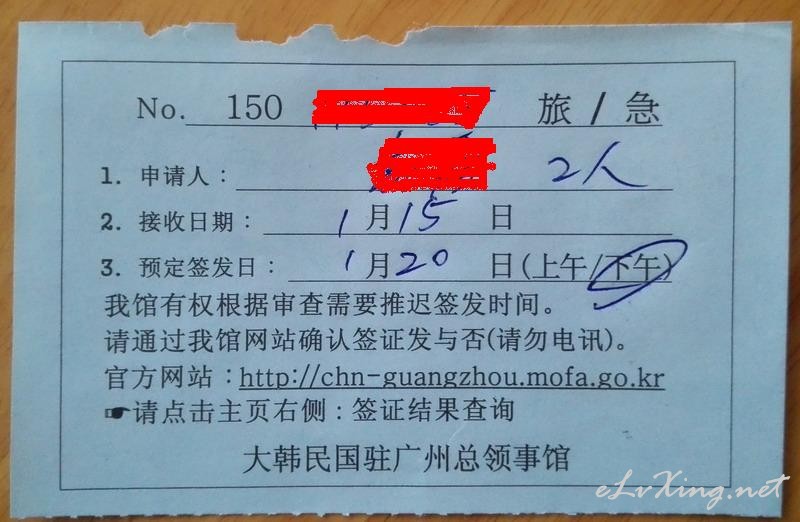 No. 150 旅 / 急
1. 申请人: 2人
2. 接收日期: 1月15日
3. 预定签发日: 1月20日(上午/下午)
我馆有权根据审查需要推迟签发时间。
请通过我馆网站确认签证发与否(请勿电讯)。
官方网站:http://chn-guangzhou.mofa.go.kr
☛请点击主页右侧:签证结果查询
大韩民国驻广州总领事馆
eLvXing.net